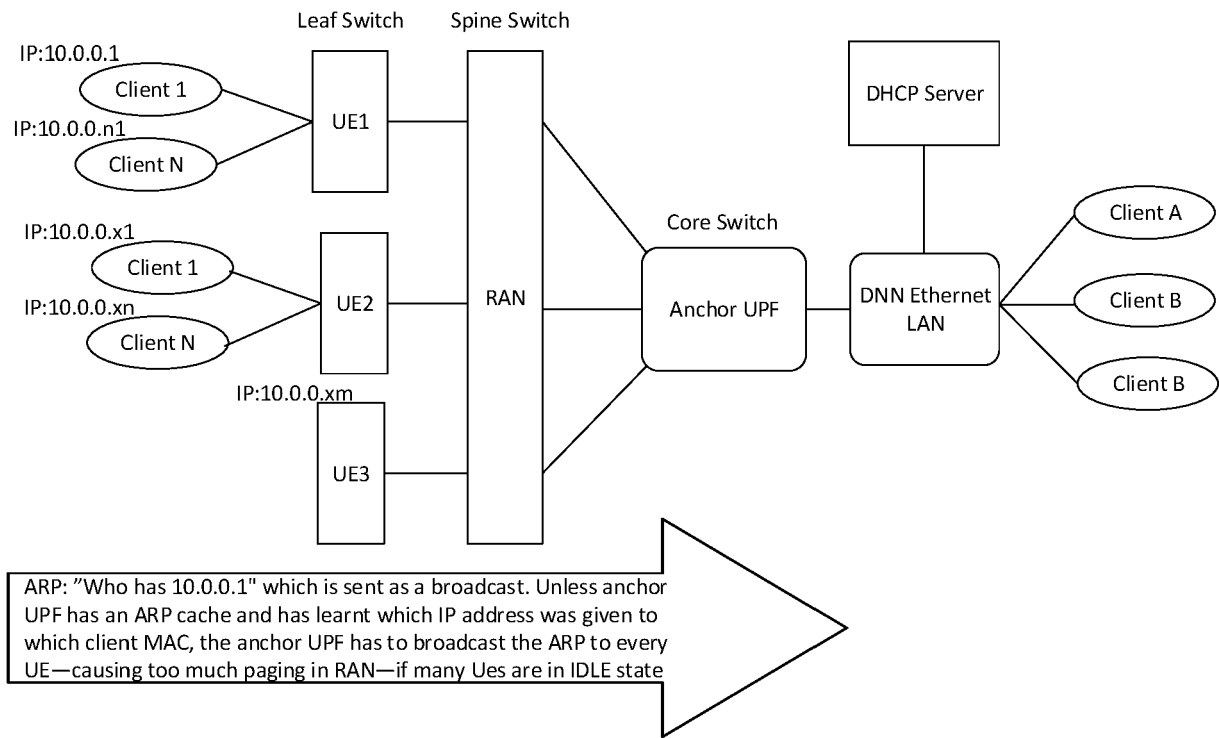 Leaf Switch
Spine Switch
IP:10.0.0.1
Client 1
IP:10.0.0.n1
Client N
UE1
DHCP Server
IP:10.0.0.x1
Client 1
IP:10.0.0.xn
Client N
UE2
IP:10.0.0.xm
UE3
RAN
Core Switch
Anchor UPF
DNN Ethernet
LAN
Client A
Client B
Client B
ARP: ”Who has 10.0.0.1" which is sent as a broadcast. Unless anchor
UPF has an ARP cache and has learnt which IP address was given to
which client MAC, the anchor UPF has to broadcast the ARP to every
UE—causing too much paging in RAN—if many Ues are in IDLE state